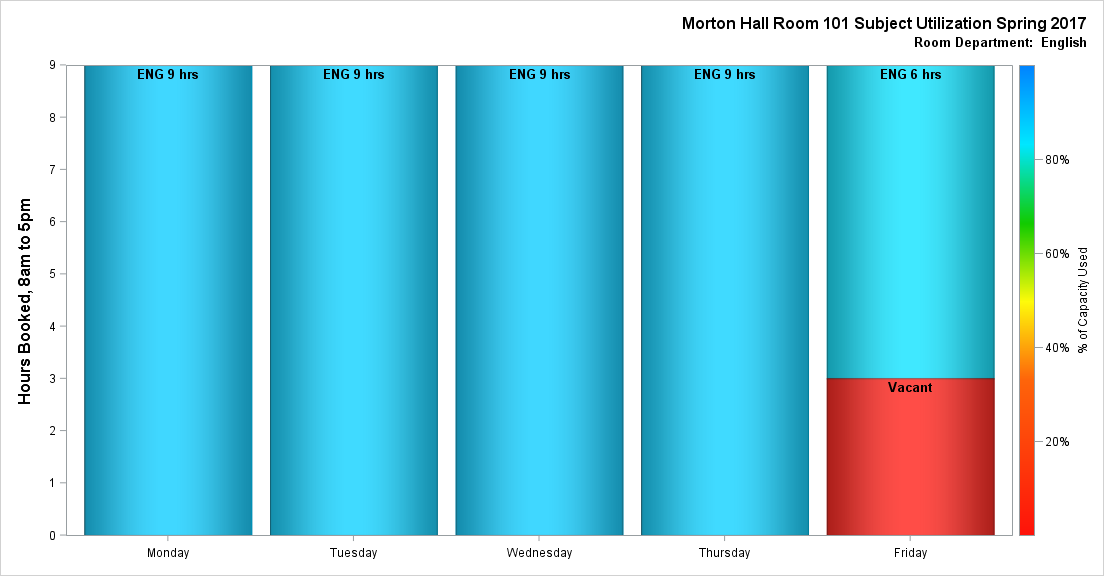 Morton Hall Room 101 Subject Utilization Spring 2017
Room Department:  English
Hours Booked, 8am to 5pm
9
8
7
6
5
4
3
2
1
0
ENG 9 hrs
ENG 9 hrs
ENG 9 hrs
ENG 9 hrs
ENG 6 hrs
Vacant
Monday
Tuesday
Wednesday
Thursday
Friday
80%
60%
40%
20%
% of Capacity Used